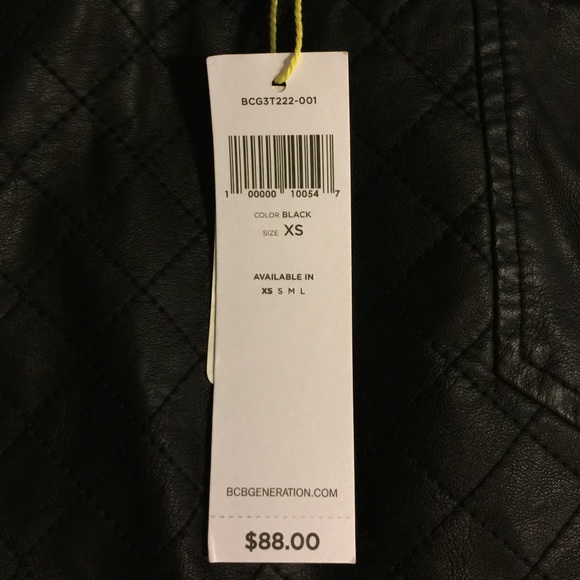 BCG3T222-001
1 00000 10054 7
COLOR BLACK
SIZE XS
AVAILABLE IN
XS S M L
BCBGENERATION.COM
$88.00